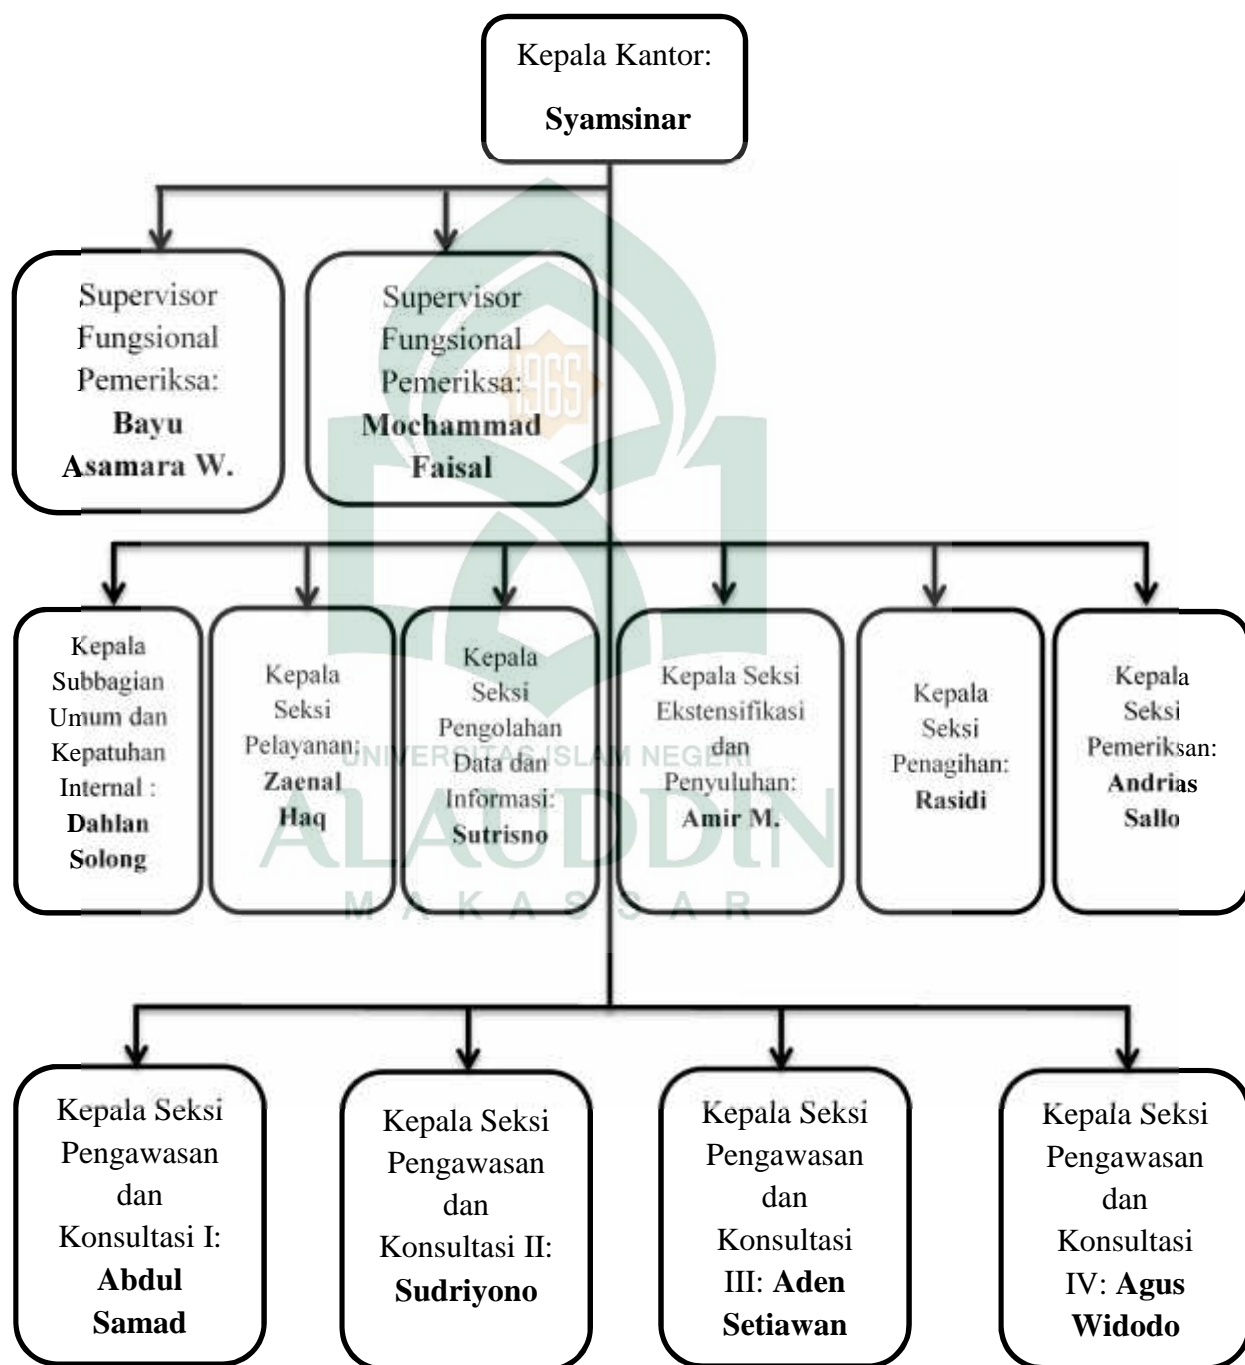 Kepala Kantor:
Syamsinar
Supervisor
Fungsional
Pemeriksa:
Bayu
Asamara W.
Supervisor
Fungsional
Pemeriksa:
Mochammad
Faisal
1965
Kepala
Subbagian
Umum dan
Kepatuhan
Internal :
Dahlan
Solong
Kepala
Seksi
Pelayanan:
Zaenal
Haq
Kepala
Seksi
Pengolahan
Data dan
Informasi:
Sutrisno
Kepala Seksi
Ekstensifikasi
dan
Penyuluhan:
Amir M.
Kepala
Seksi
Penagihan:
Rasidi
Kepala
Seksi
Pemeriksan:
Andrias
Sallo
UNIVERSITAS ISLAM NEGERI
ALAUDDIN
MAKASSAR
Kepala Seksi
Pengawasan
dan
Konsultasi I:
Abdul
Samad
Kepala Seksi
Pengawasan
dan
Konsultasi II:
Sudriyono
Kepala Seksi
Pengawasan
dan
Konsultasi
III: Aden
Setiawan
Kepala Seksi
Pengawasan
dan
Konsultasi
IV: Agus
Widodo